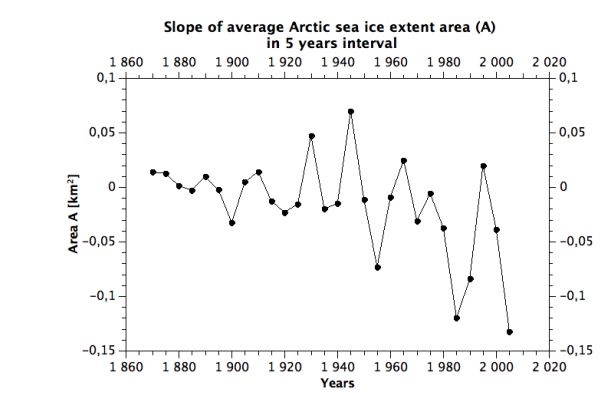 Slope of average Arctic sea ice extent area (A)
in 5 years interval
1 860 1 880 1 900 1 920 1 940 1 960 1 980 2 000 2 020
0,1 0,1
0,05 0,05
0 0
−0,05 −0,05
−0,1 −0,1
−0,15 −0,15
Area A [km²]
1 860 1 880 1 900 1 920 1 940 1 960 1 980 2 000 2 020
Years